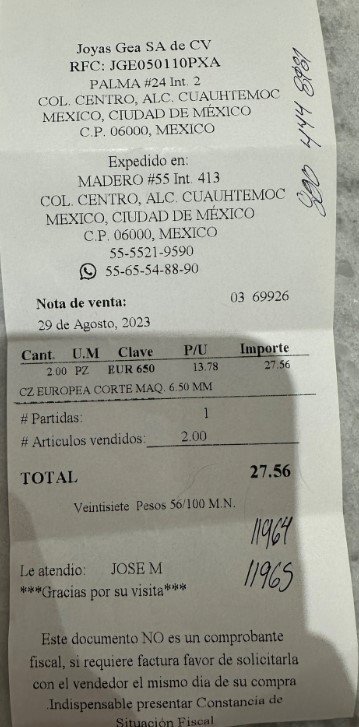 Joyas Gea SA de CV
RFC: JGE050110PXA
PALMA #24 Int. 2
COL. CENTRO, ALC. CUAUHTEMOC
MEXICO, CIUDAD DE MÉXICO
C.P. 06000, MEXICO
Expedido en:
MADERO #55 Int. 413
COL. CENTRO, ALC. CUAUHTEMOC
MEXICO, CIUDAD DE MÉXICO
C.P. 06000, MEXICO
55-5521-9590
55-65-54-88-90
Nota de venta: 03 69926
29 de Agosto, 2023
Cant. U.M Clave P/U Importe
2.00 PZ EUR 650 13.78 27.56
CZ EUROPEA CORTE MAQ. 6.50 MM
# Partidas: 1
# Articulos vendidos: 2.00
TOTAL 27.56
Veintisiete Pesos 56/100 M.N.
11964
11965
Le atendio: JOSE M
***Gracias por su visita***
Este documento NO es un comprobante
fiscal, si requiere factura favor de solicitarla
con el vendedor el mismo dia de su compra
.Indispensable presentar Constancia de
Situación Fiscal